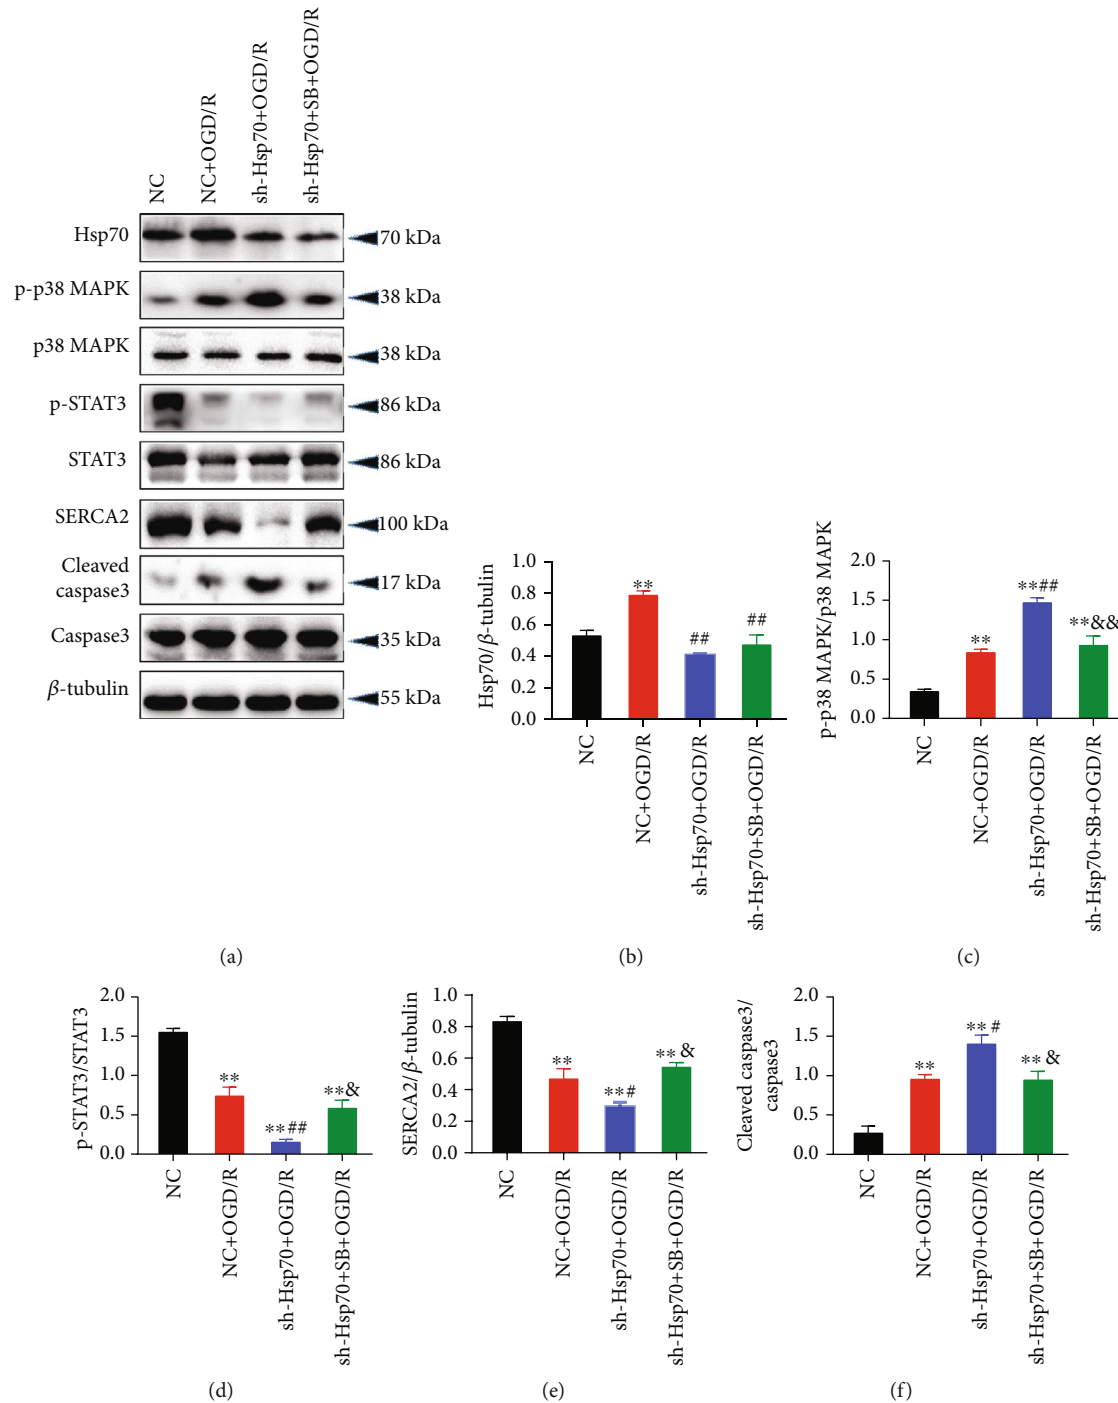 NC
NC+OGD/R
sh-Hsp70+OGD/R
sh-Hsp70+SB+OGD/R
Hsp70
70 kDa
p-p38 MAPK
38 kDa
p38 MAPK
38 kDa
p-STAT3
86 kDa
STAT3
86 kDa
SERCA2
100 kDa
Cleaved
caspase3
17 kDa
Caspase3
35 kDa
β-tubulin
55 kDa
(a)
Hsp70/β-tubulin
1.0
0.8
0.6
0.4
0.2
0.0
**
##
##
NC
NC+OGD/R
sh-Hsp70+OGD/R
sh-Hsp70+SB+OGD/R
(b)
p-p38 MAPK/p38 MAPK
2.0
1.5
1.0
0.5
0.0
**
**##
**&&
NC
NC+OGD/R
sh-Hsp70+OGD/R
sh-Hsp70+SB+OGD/R
(c)
p-STAT3/STAT3
2.0
1.5
1.0
0.5
0.0
**
**##
**&
NC
NC+OGD/R
sh-Hsp70+OGD/R
sh-Hsp70+SB+OGD/R
(d)
SERCA2/β-tubulin
1.0
0.8
0.6
0.4
0.2
0.0
**
**#
** &
NC
NC+OGD/R
sh-Hsp70+OGD/R
sh-Hsp70+SB+OGD/R
(e)
Cleaved caspase3/
caspase3
2.0
1.5
1.0
0.5
0.0
**
** #
** &
NC
NC+OGD/R
sh-Hsp70+OGD/R
sh-Hsp70+SB+OGD/R
(f)